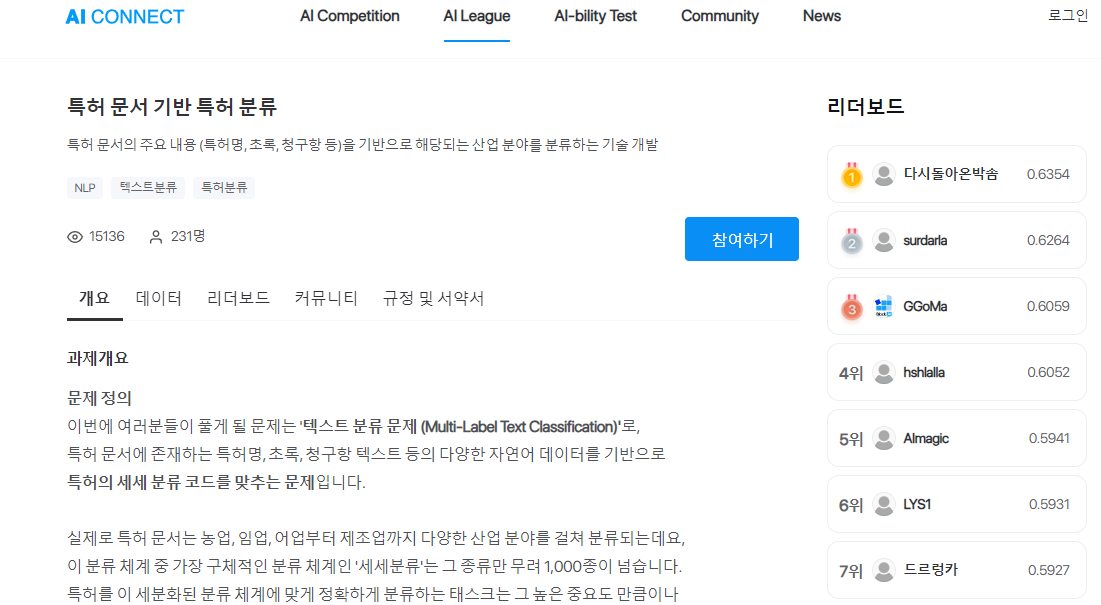 AI CONNECT
AI Competition
AI League
AI-bility Test
Community
News
로그인
특허 문서 기반 특허 분류
특허 문서의 주요 내용 (특허명, 초록, 청구항 등)을 기반으로 해당되는 산업 분야를 분류하는 기술 개발
NLP
텍스트분류
특허분류
15136
231명
참여하기
개요
데이터
리더보드
커뮤니티
규정 및 서약서
과제개요
문제 정의
이번에 여러분들이 풀게 될 문제는 '텍스트 분류 문제 (Multi-Label Text Classification)'로,
특허 문서에 존재하는 특허명, 초록, 청구항 텍스트 등의 다양한 자연어 데이터를 기반으로
특허의 세세 분류 코드를 맞추는 문제입니다.
실제로 특허 문서는 농업, 임업, 어업부터 제조업까지 다양한 산업 분야를 걸쳐 분류되는데요,
이 분류 체계 중 가장 구체적인 분류 체계인 '세세분류'는 그 종류만 무려 1,000종이 넘습니다.
특허를 이 세분화된 분류 체계에 맞게 정확하게 분류하는 태스크는 그 높은 중요도 만큼이나
리더보드
1 다시돌아온박송 0.6354
2 surdarla 0.6264
3 GGoMa 0.6059
4위 hshlalla 0.6052
5위 AImagic 0.5941
6위 LYS1 0.5931
7위 드르렁카 0.5927